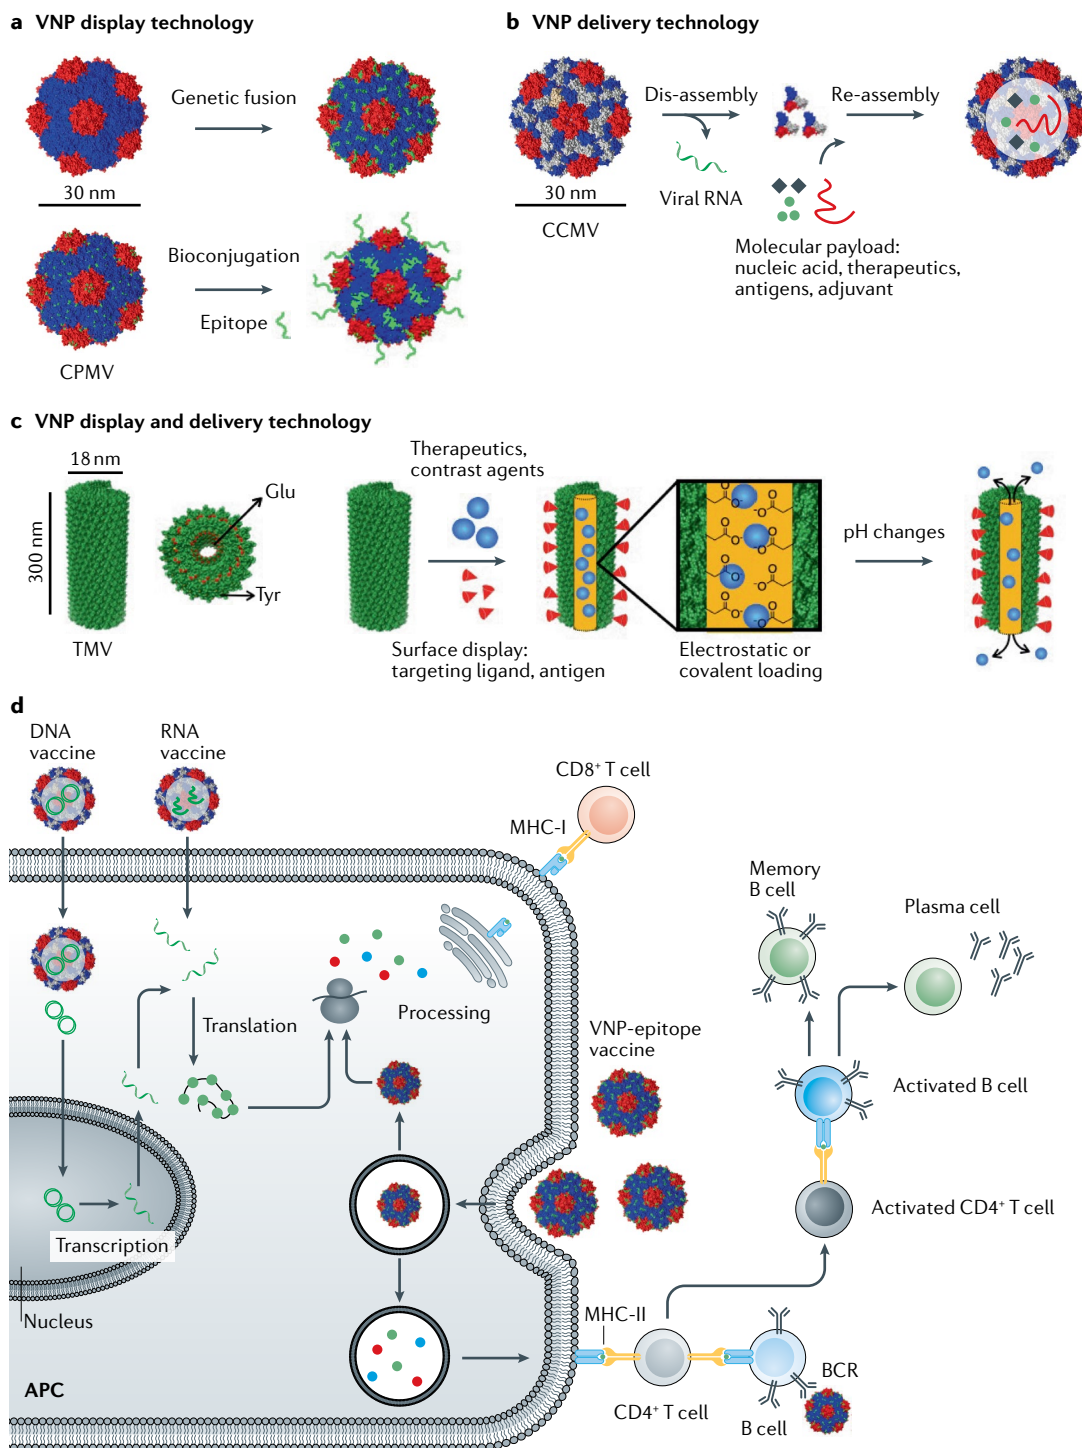 a VNP display technology
Genetic fusion
30 nm
Bioconjugation
Epitope
CPMV
b VNP delivery technology
Dis-assembly
Re-assembly
30 nm
CCMV
Viral RNA
Molecular payload:
nucleic acid, therapeutics,
antigens, adjuvant
c VNP display and delivery technology
18 nm
300 nm
TMV
Glu
Tyr
Therapeutics,
contrast agents
Surface display:
targeting ligand, antigen
O
O⁻
⁻O
O
O
O⁻
⁻O
O
O
O⁻
⁻O
O
O
O⁻
⁻O
O
Electrostatic or
covalent loading
pH changes
d
DNA
vaccine
RNA
vaccine
CD8⁺ T cell
MHC-I
Memory
B cell
Plasma cell
Translation
Processing
VNP-epitope
vaccine
Activated B cell
Activated CD4⁺ T cell
Transcription
Nucleus
MHC-II
APC
CD4⁺ T cell
BCR
B cell